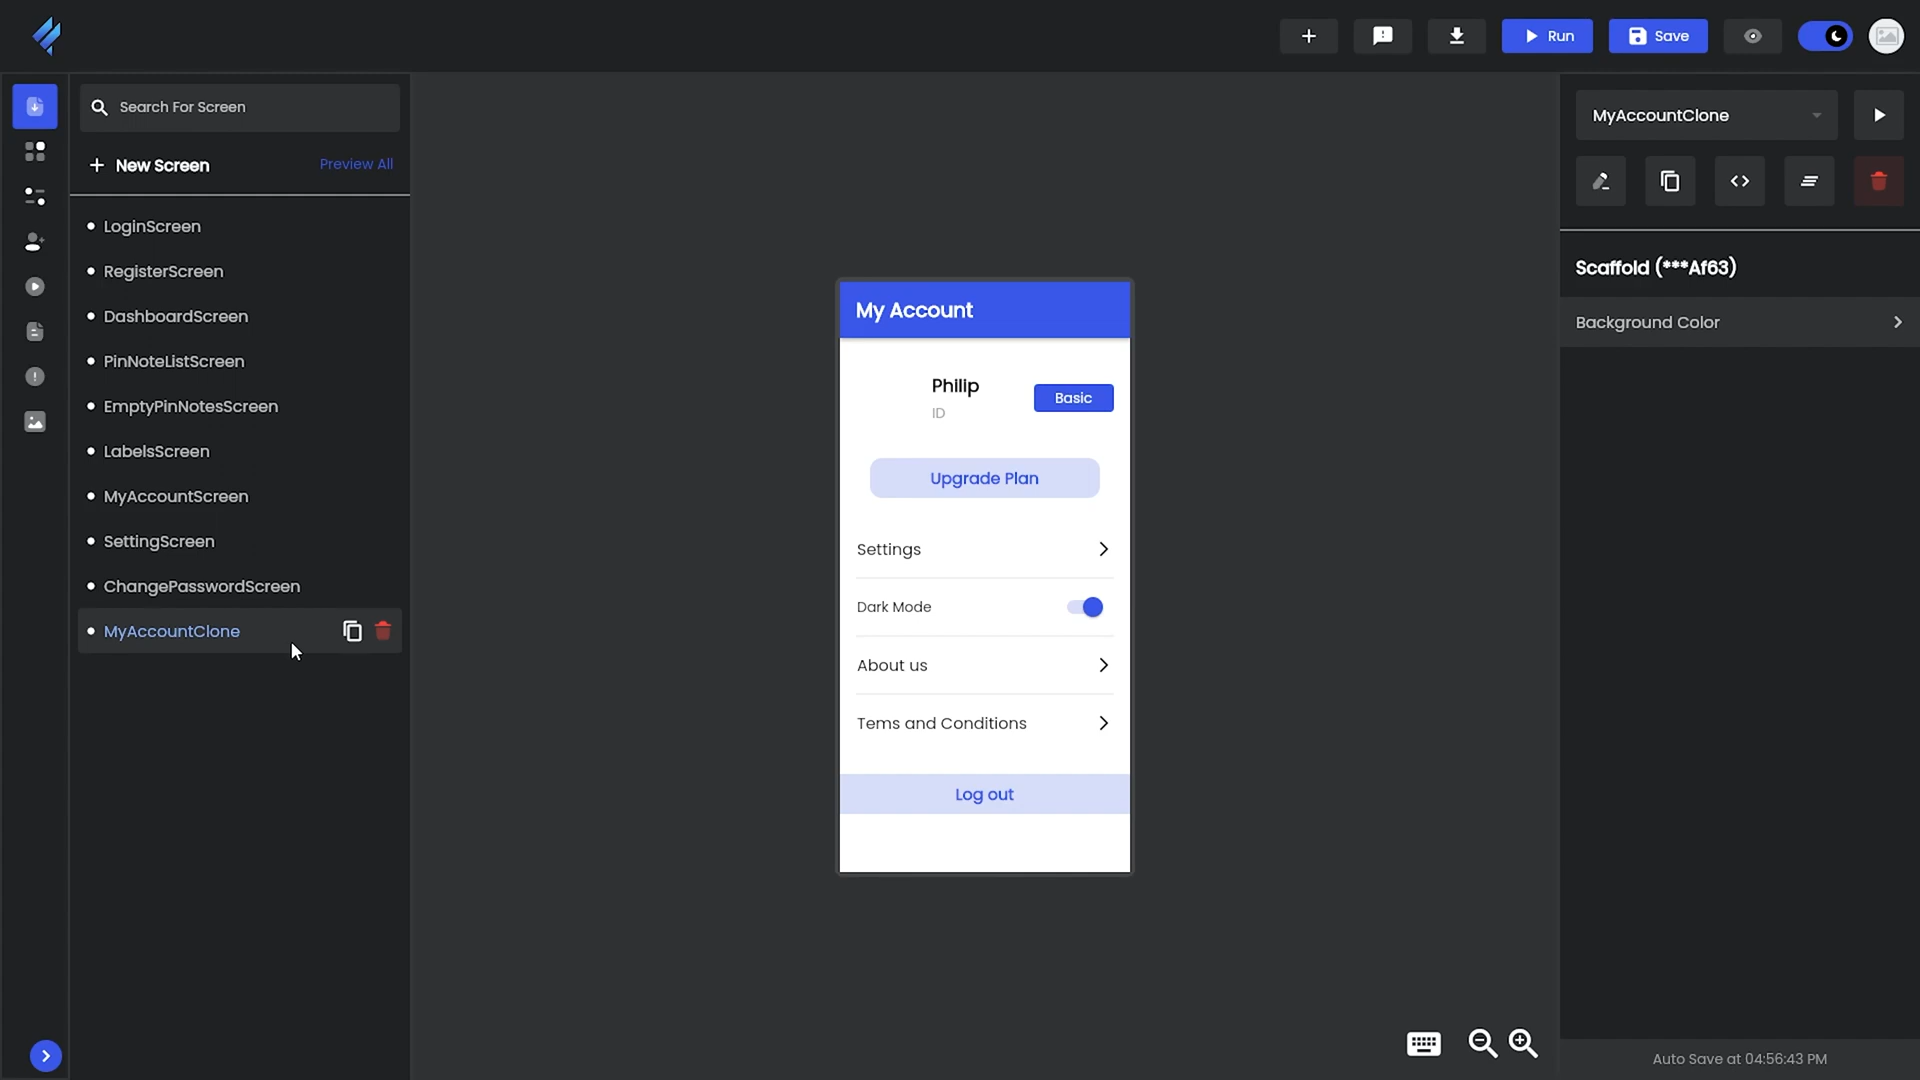 Run
Save
Search For Screen
New Screen
Preview All
LoginScreen
RegisterScreen
DashboardScreen
PinNoteListScreen
EmptyPinNotesScreen
LabelsScreen
MyAccountScreen
SettingScreen
ChangePasswordScreen
MyAccountClone
My Account
Philip
ID
Basic
Upgrade Plan
Settings
Dark Mode
About us
Tems and Conditions
Log out
MyAccountClone
Scaffold (***Af63)
Background Color
Auto Save at 04:56:43 PM